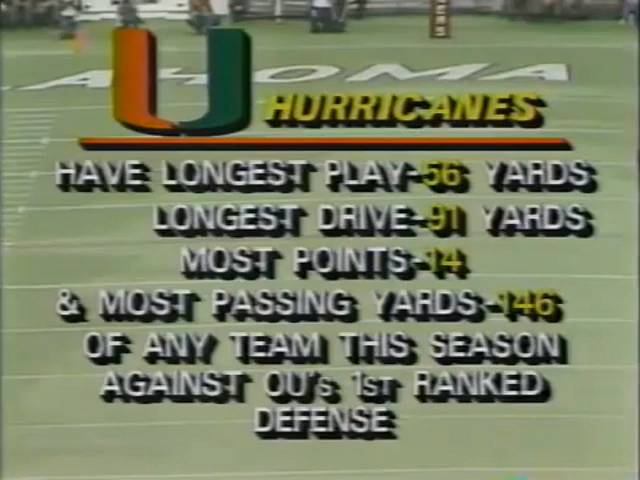 LAHOMA
U HURRICANES
HAVE LONGEST PLAY-56 YARDS
LONGEST DRIVE-91 YARDS
MOST POINTS-14
& MOST PASSING YARDS-146
OF ANY TEAM THIS SEASON
AGAINST OU's 1ST RANKED
DEFENSE